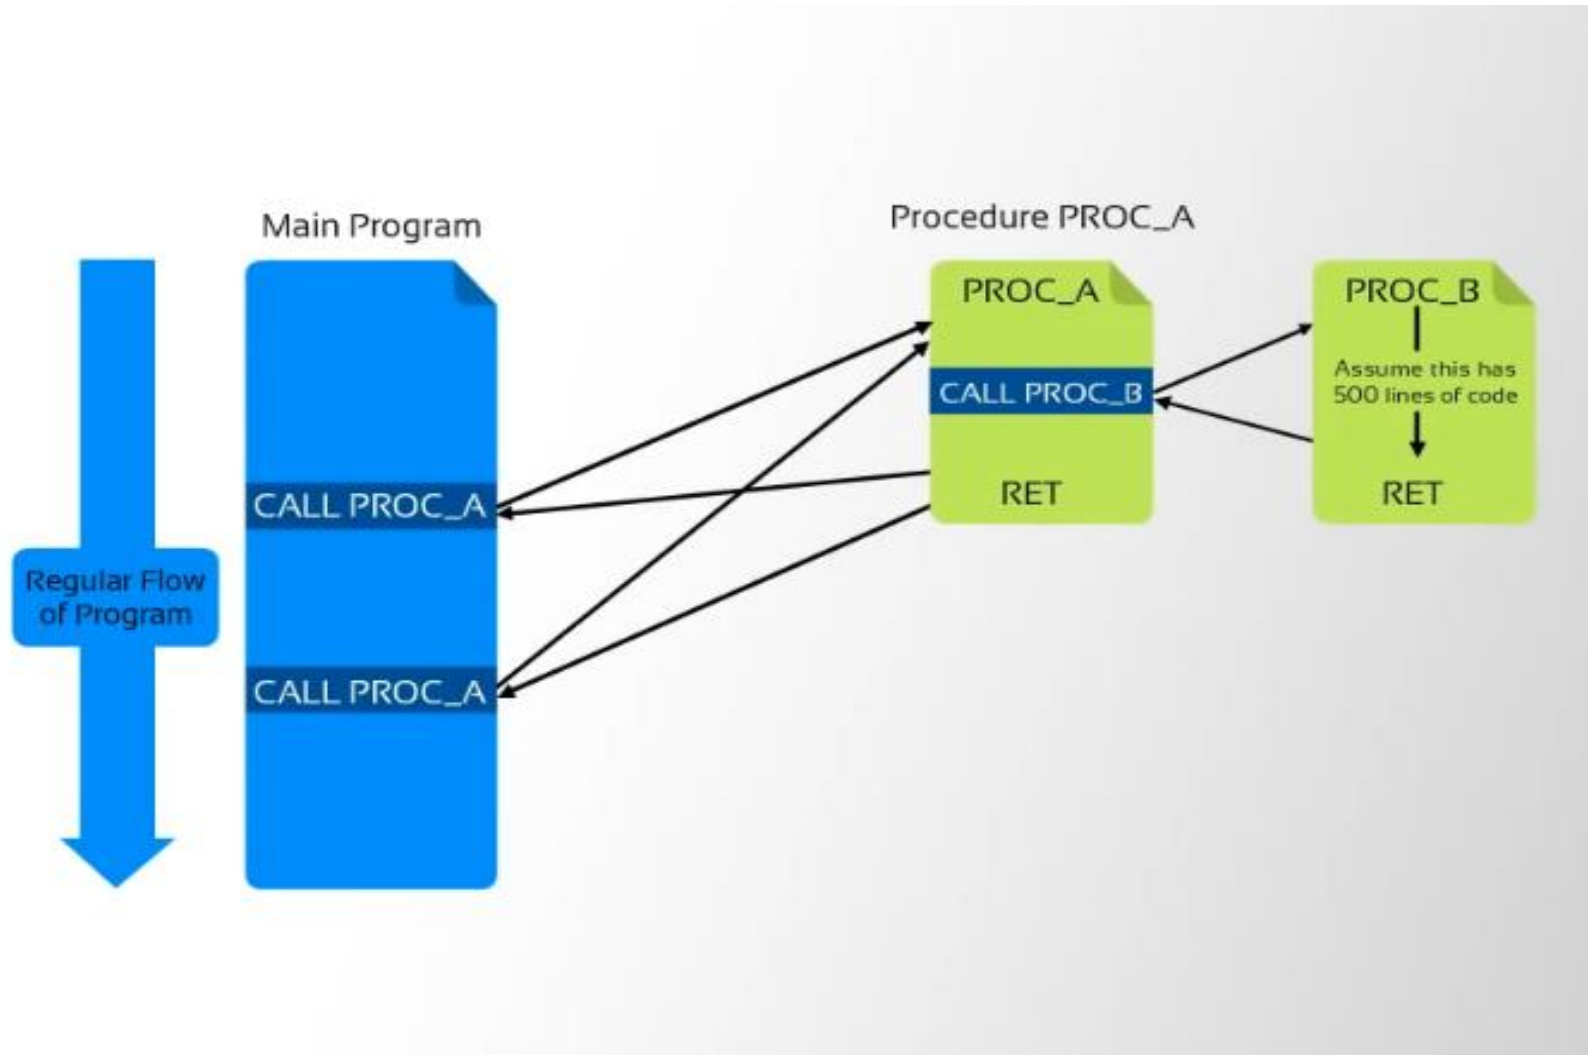 Main Program
Procedure PROC_A
Regular Flow
of Program
CALL PROC_A
CALL PROC_A
PROC_A
CALL PROC_B
RET
PROC_B
Assume this has
500 lines of code
RET